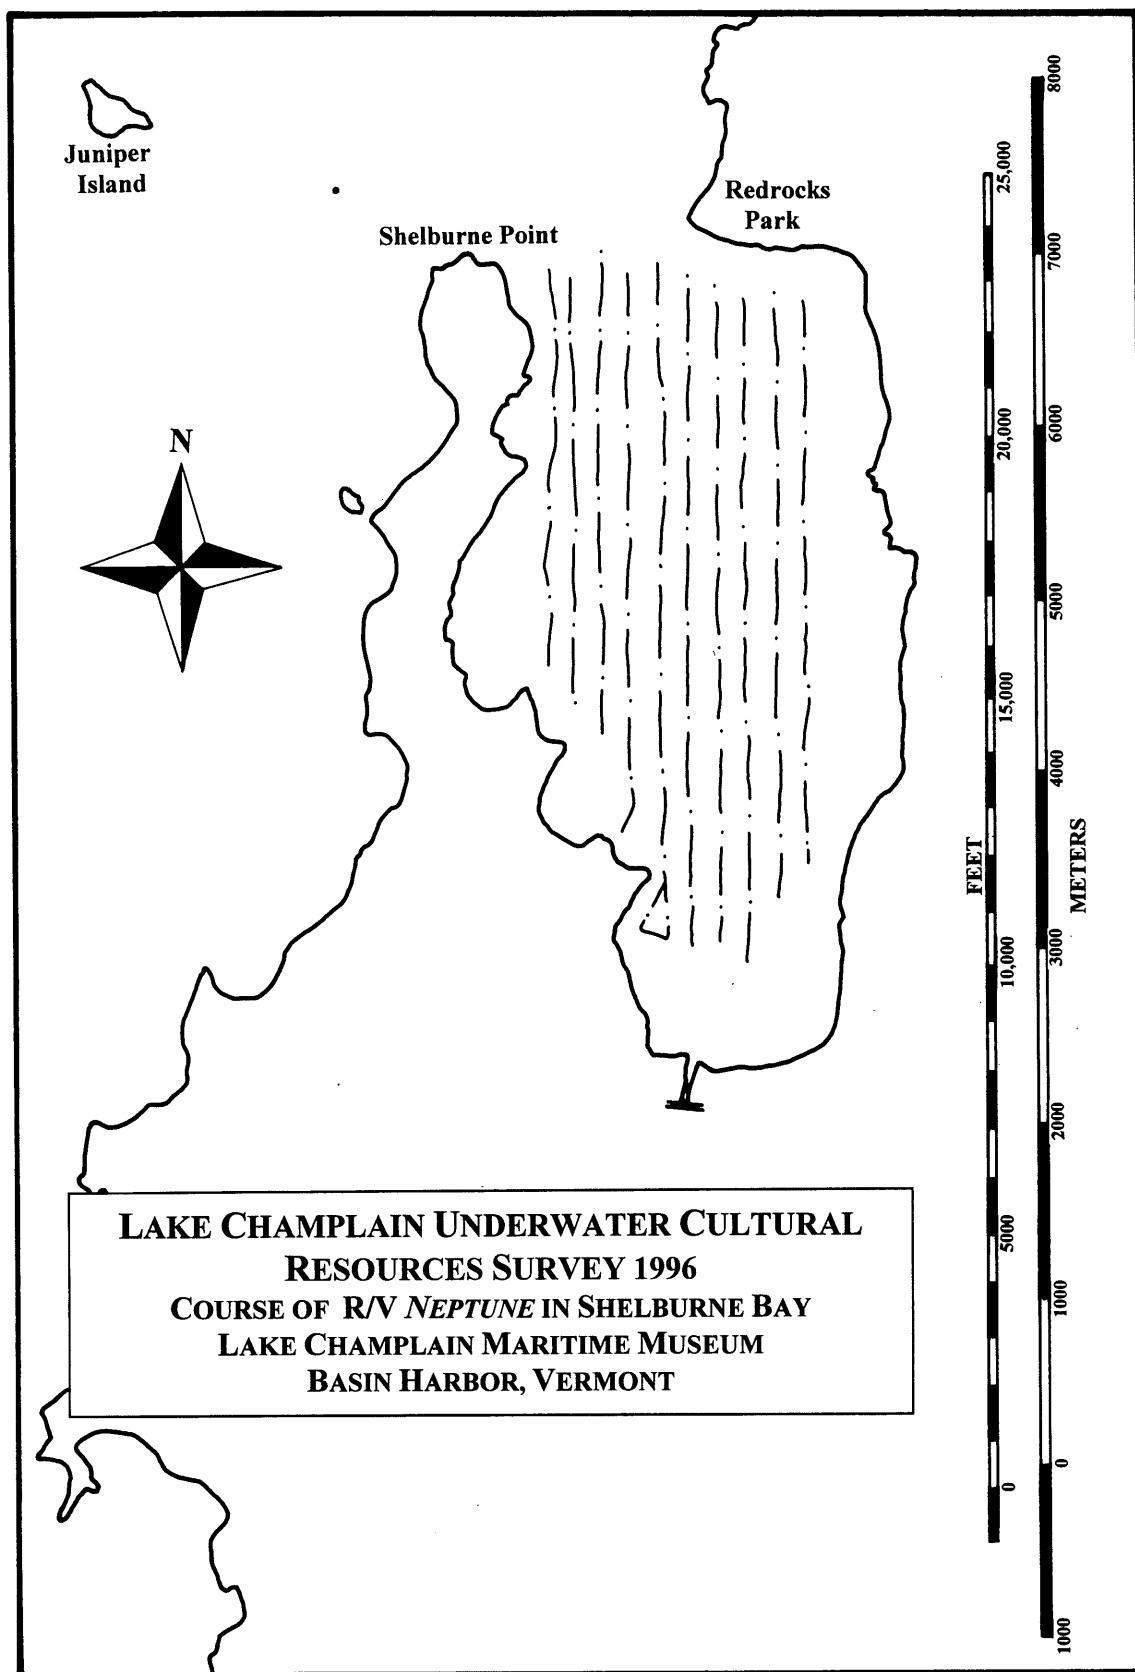 Juniper
Island
Shelburne Point
Redrocks
Park
N
FEET
25,000
20,000
15,000
10,000
5000
0
METERS
8000
7000
6000
5000
4000
3000
2000
1000
0
1000
LAKE CHAMPLAIN UNDERWATER CULTURAL
RESOURCES SURVEY 1996
COURSE OF R/V NEPTUNE IN SHELBURNE BAY
LAKE CHAMPLAIN MARITIME MUSEUM
BASIN HARBOR, VERMONT